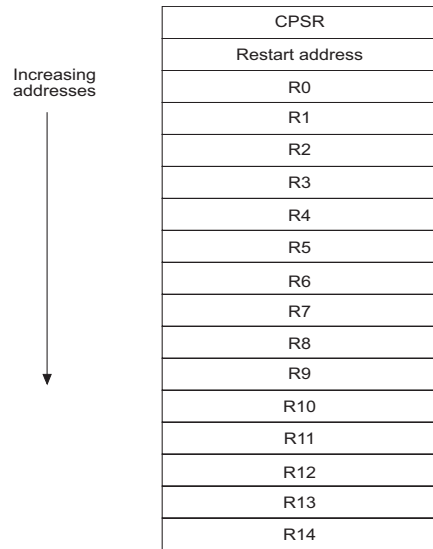 CPSR
Restart address
Increasing
addresses
R0
R1
R2
R3
R4
R5
R6
R7
R8
R9
R10
R11
R12
R13
R14